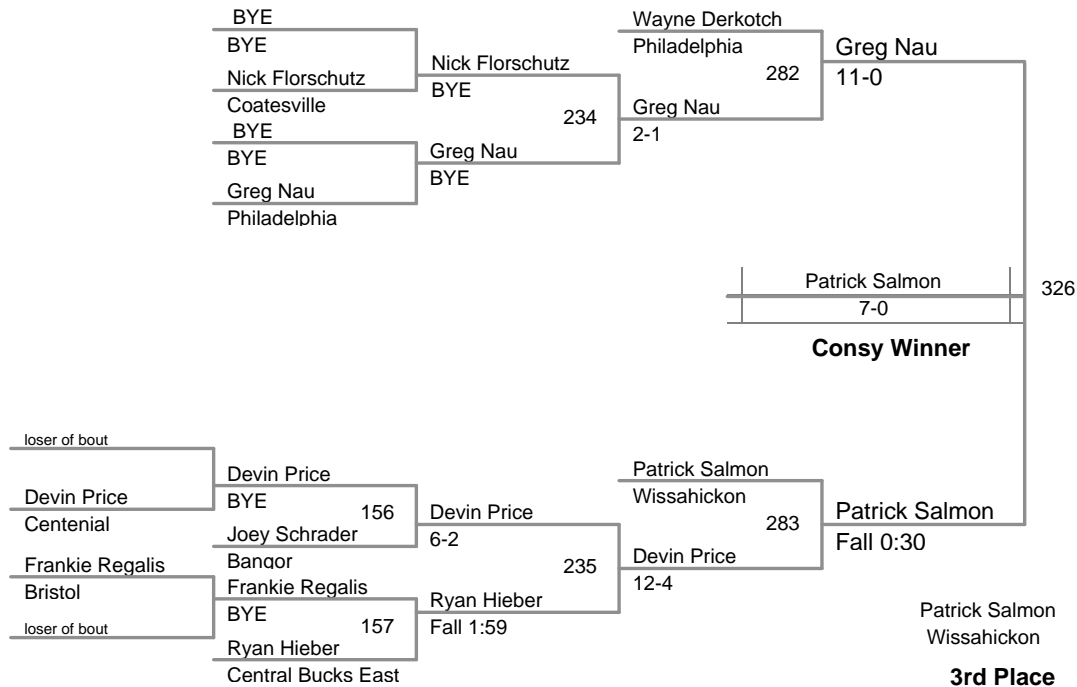 BYE
BYE
Nick Florschutz
Coatesville
BYE
BYE
Greg Nau
Philadelphia
Nick Florschutz
BYE
234
Greg Nau
BYE
Wayne Derkotch
Philadelphia
282
Greg Nau
2-1
Greg Nau
11-0
Patrick Salmon
7-0
326
Consy Winner
loser of bout
Devin Price
Centenial
Frankie Regalis
Bristol
loser of bout
Devin Price
BYE
156
Joey Schrader
Bangor
Frankie Regalis
BYE
157
Ryan Hieber
Central Bucks East
Devin Price
6-2
235
Ryan Hieber
Fall 1:59
Patrick Salmon
Wissahickon
283
Devin Price
12-4
Patrick Salmon
Fall 0:30
Patrick Salmon
Wissahickon
3rd Place